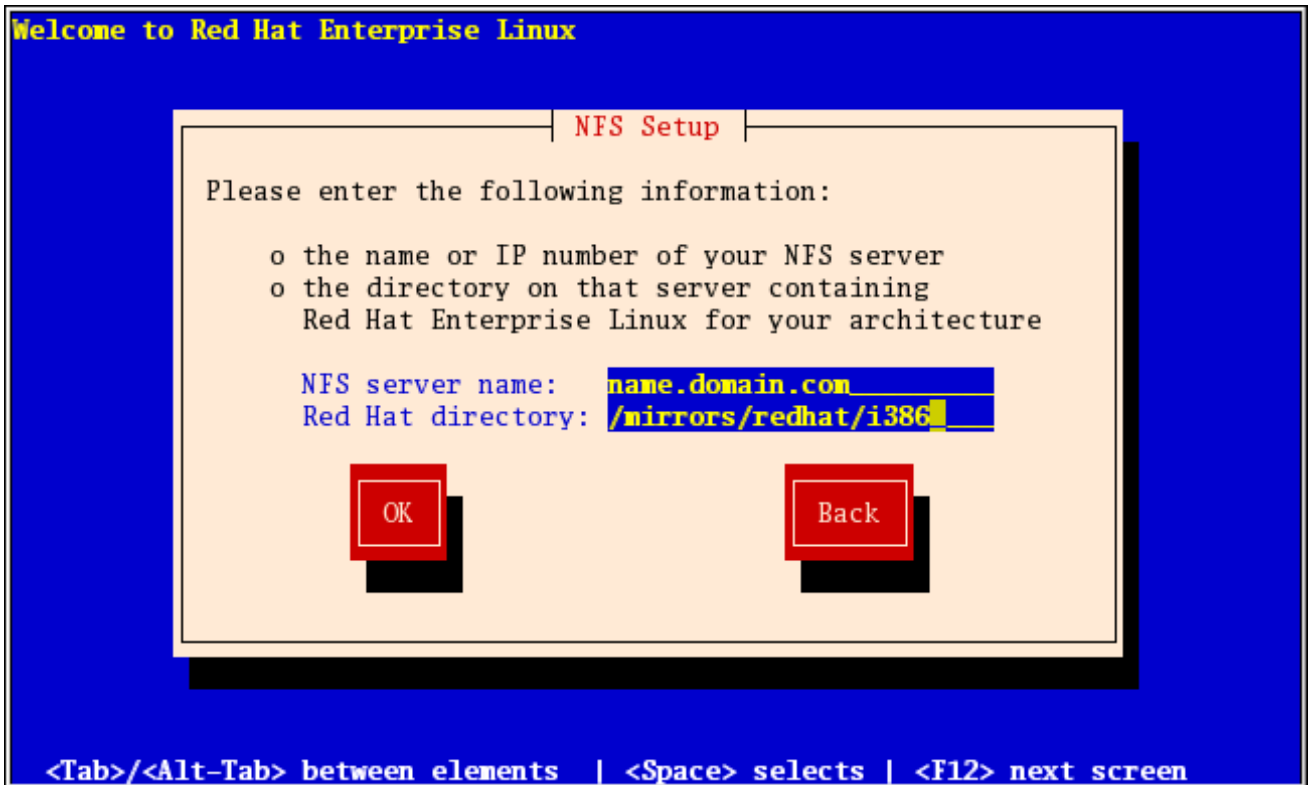 Welcome to Red Hat Enterprise Linux
NFS Setup
Please enter the following information:
o the name or IP number of your NFS server
o the directory on that server containing
Red Hat Enterprise Linux for your architecture
NFS server name: name.domain.com_________
Red Hat directory: /mirrors/redhat/i386____
OK Back
<Tab>/<Alt-Tab> between elements | <Space> selects | <F12> next screen